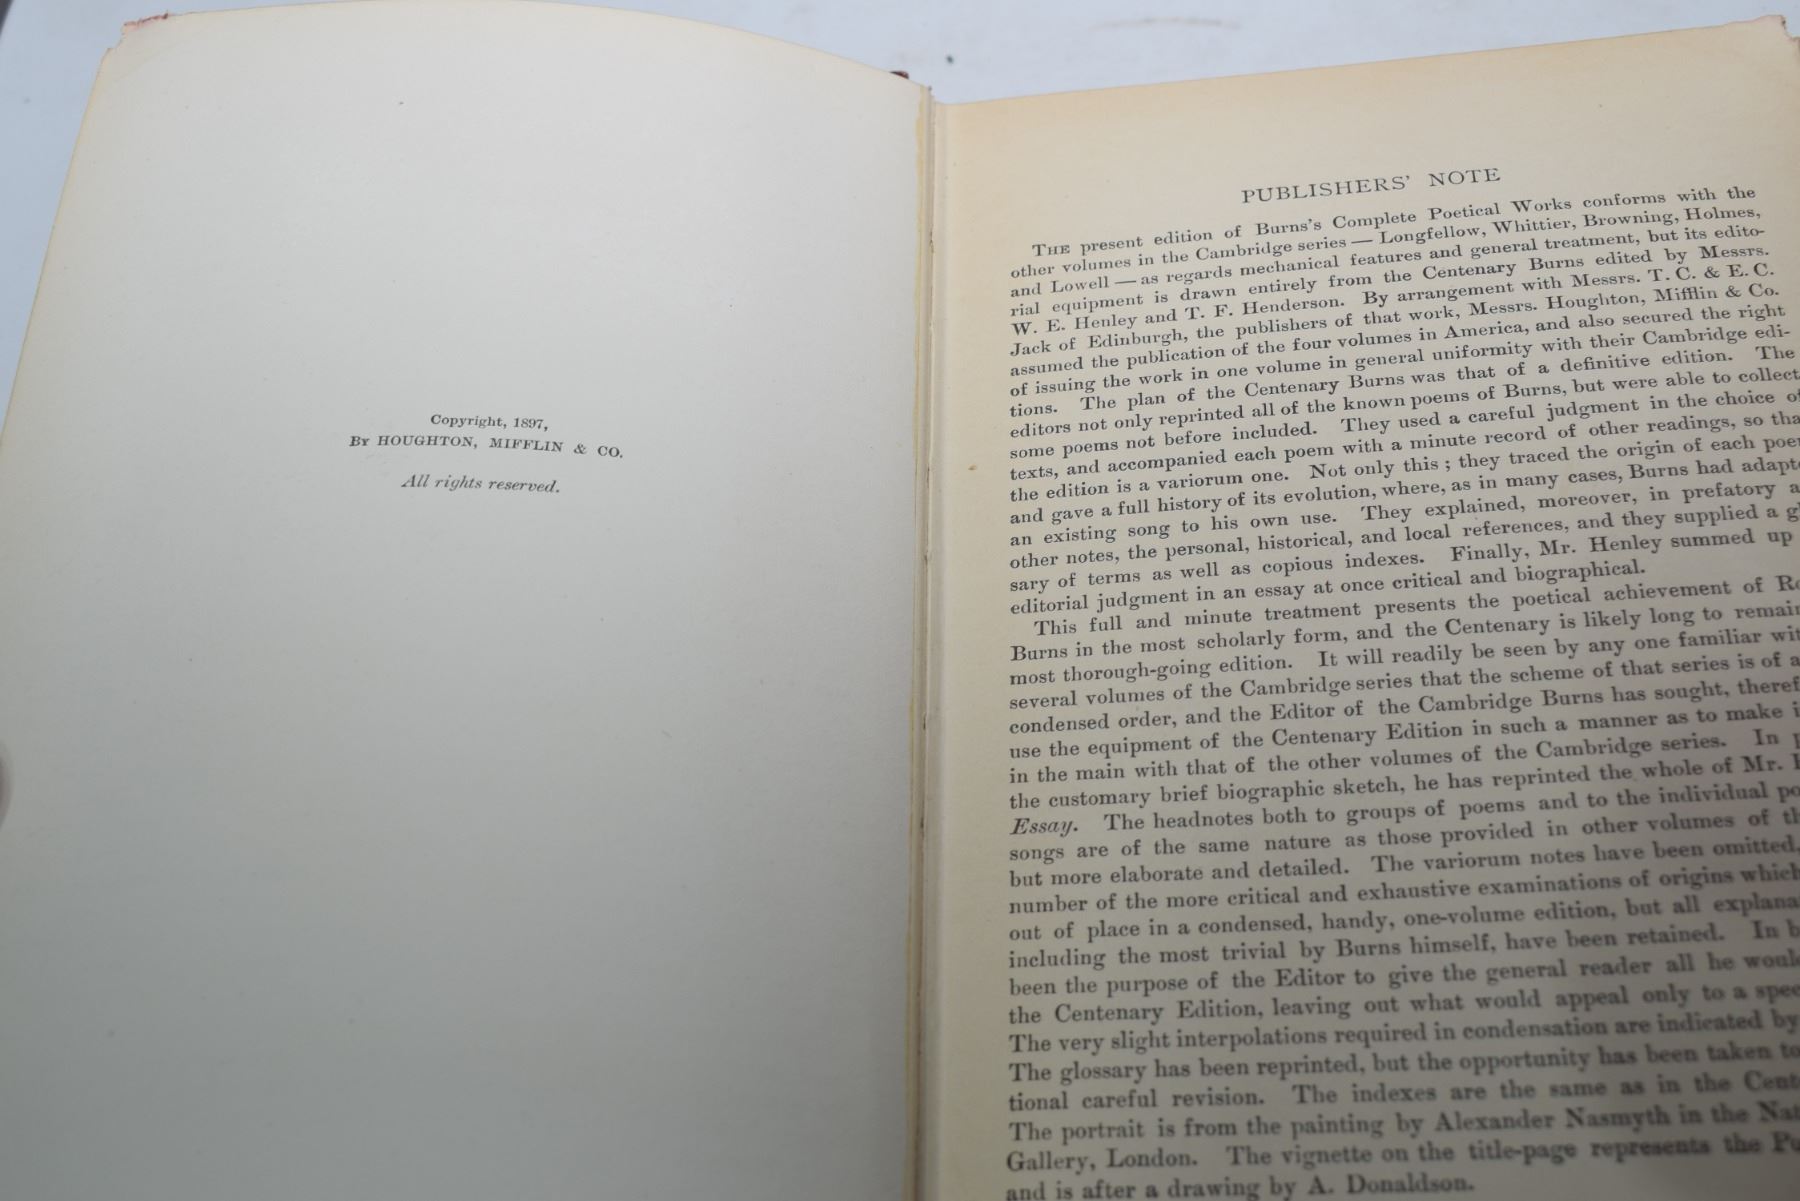 Copyright, 1897,
By HOUGHTON, MIFFLIN & CO.
All rights reserved.
PUBLISHERS' NOTE
The present edition of Burns's Complete Poetical Works conforms with the
other volumes in the Cambridge series — Longfellow, Whittier, Browning, Holmes,
and Lowell — as regards mechanical features and general treatment, but its edito-
rial equipment is drawn entirely from the Centenary Burns edited by Messrs.
W. E. Henley and T. F. Henderson. By arrangement with Messrs. T. C. & E. C.
Jack of Edinburgh, the publishers of that work, Messrs. Houghton, Mifflin & Co.
assumed the publication of the four volumes in America, and also secured the right
of issuing the work in one volume in general uniformity with their Cambridge edi-
tions. The plan of the Centenary Burns was that of a definitive edition. The
editors not only reprinted all of the known poems of Burns, but were able to collect
some poems not before included. They used a careful judgment in the choice of
texts, and accompanied each poem with a minute record of other readings, so tha
the edition is a variorum one. Not only this; they traced the origin of each poe
and gave a full history of its evolution, where, as in many cases, Burns had adapt
an existing song to his own use. They explained, moreover, in prefatory a
other notes, the personal, historical, and local references, and they supplied a g
sary of terms as well as copious indexes. Finally, Mr. Henley summed up
editorial judgment in an essay at once critical and biographical.
This full and minute treatment presents the poetical achievement of Ro
Burns in the most scholarly form, and the Centenary is likely long to remain
most thorough-going edition. It will readily be seen by any one familiar wit
several volumes of the Cambridge series that the scheme of that series is of a
condensed order, and the Editor of the Cambridge Burns has sought, theref
use the equipment of the Centenary Edition in such a manner as to make i
in the main with that of the other volumes of the Cambridge series. In p
the customary brief biographic sketch, he has reprinted the whole of Mr. H
Essay. The headnotes both to groups of poems and to the individual po
songs are of the same nature as those provided in other volumes of th
but more elaborate and detailed. The variorum notes have been omitted,
number of the more critical and exhaustive examinations of origins which
out of place in a condensed, handy, one-volume edition, but all explana
including the most trivial by Burns himself, have been retained. In b
been the purpose of the Editor to give the general reader all he woul
the Centenary Edition, leaving out what would appeal only to a spec
The very slight interpolations required in condensation are indicated by
The glossary has been reprinted, but the opportunity has been taken to
tional careful revision. The indexes are the same as in the Cent
The portrait is from the painting by Alexander Nasmyth in the Nat
Gallery, London. The vignette on the title-page represents the Po
and is after a drawing by A. Donaldson.